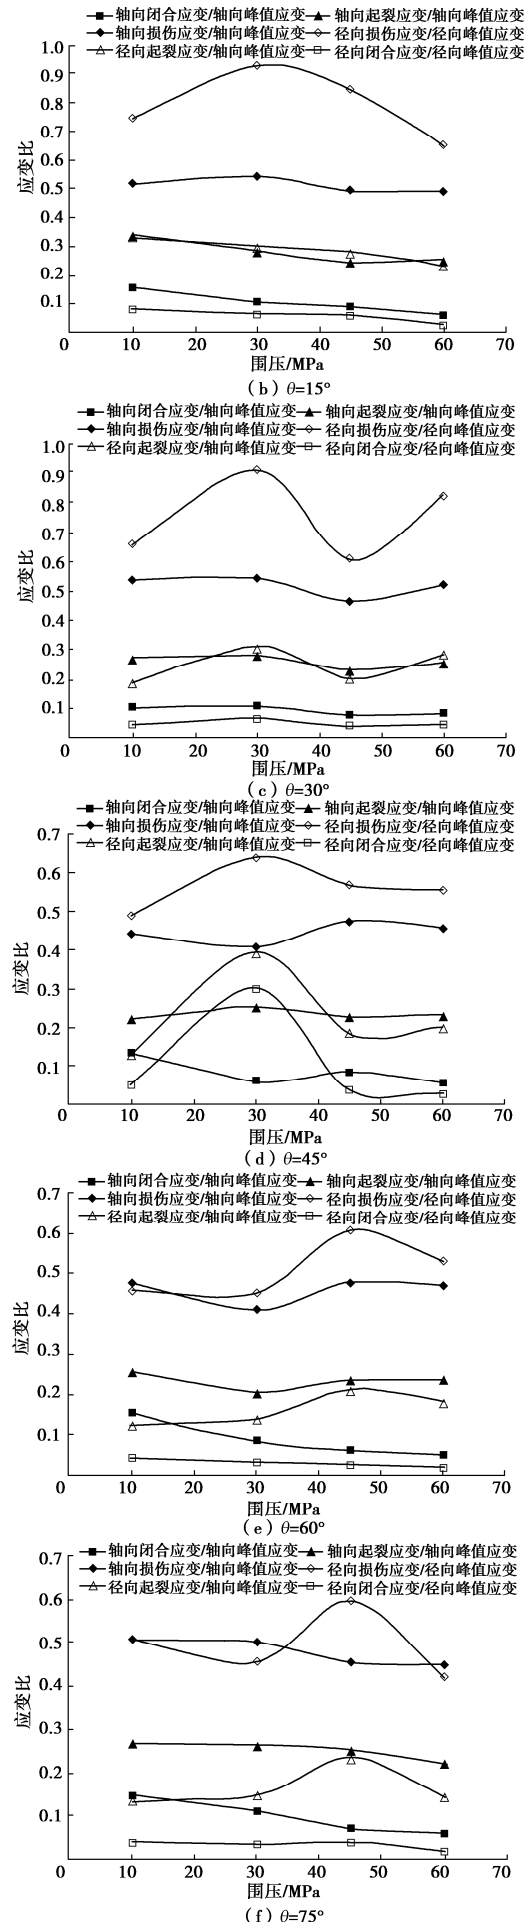 轴向闭合应变/轴向峰值应变 轴向起裂应变/轴向峰值应变
轴向损伤应变/轴向峰值应变 径向损伤应变/径向峰值应变
径向起裂应变/轴向峰值应变 径向闭合应变/径向峰值应变
1.0
0.9
0.8
0.7
0.6
0.5
0.4
0.3
0.2
0.1
应变比
0 10 20 30 40 50 60 70
围压/MPa
(b) θ=15°
轴向闭合应变/轴向峰值应变 轴向起裂应变/轴向峰值应变
轴向损伤应变/轴向峰值应变 径向损伤应变/径向峰值应变
径向起裂应变/轴向峰值应变 径向闭合应变/径向峰值应变
1.0
0.9
0.8
0.7
0.6
0.5
0.4
0.3
0.2
0.1
应变比
0 10 20 30 40 50 60 70
围压/MPa
(c) θ=30°
轴向闭合应变/轴向峰值应变 轴向起裂应变/轴向峰值应变
轴向损伤应变/轴向峰值应变 径向损伤应变/径向峰值应变
径向起裂应变/轴向峰值应变 径向闭合应变/径向峰值应变
0.7
0.6
0.5
0.4
0.3
0.2
0.1
应变比
0 10 20 30 40 50 60 70
围压/MPa
(d) θ=45°
轴向闭合应变/轴向峰值应变 轴向起裂应变/轴向峰值应变
轴向损伤应变/轴向峰值应变 径向损伤应变/径向峰值应变
径向起裂应变/轴向峰值应变 径向闭合应变/径向峰值应变
0.7
0.6
0.5
0.4
0.3
0.2
0.1
应变比
0 10 20 30 40 50 60 70
围压/MPa
(e) θ=60°
轴向闭合应变/轴向峰值应变 轴向起裂应变/轴向峰值应变
轴向损伤应变/轴向峰值应变 径向损伤应变/径向峰值应变
径向起裂应变/轴向峰值应变 径向闭合应变/径向峰值应变
0.7
0.6
0.5
0.4
0.3
0.2
0.1
应变比
0 10 20 30 40 50 60 70
围压/MPa
(f) θ=75°